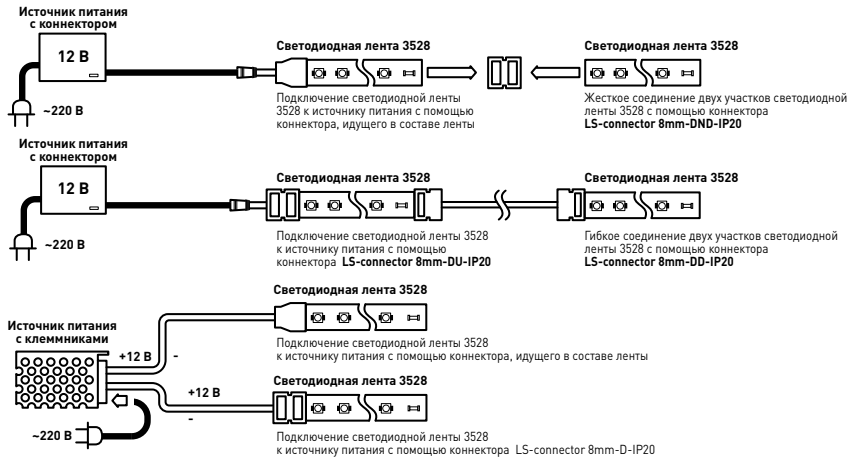 Источник питания
с коннектором
12 В
~220 В
Светодиодная лента 3528
Подключение светодиодной ленты
3528 к источнику питания с помощью
коннектора, идущего в составе ленты
Светодиодная лента 3528
Жесткое соединение двух участков светодиодной
ленты 3528 с помощью коннектора
LS-connector 8mm-DND-IP20
Источник питания
с коннектором
12 В
~220 В
Светодиодная лента 3528
Подключение светодиодной ленты 3528
к источнику питания с помощью
коннектора LS-connector 8mm-DU-IP20
Светодиодная лента 3528
Гибкое соединение двух участков светодиодной
ленты 3528 с помощью коннектора
LS-connector 8mm-DD-IP20
Источник питания
с клеммниками
+12 В
-
+12 В
-
~220 В
Светодиодная лента 3528
Подключение светодиодной ленты 3528
к источнику питания с помощью коннектора, идущего в составе ленты
Светодиодная лента 3528
Подключение светодиодной ленты 3528
к источнику питания с помощью коннектора LS-connector 8mm-D-IP20